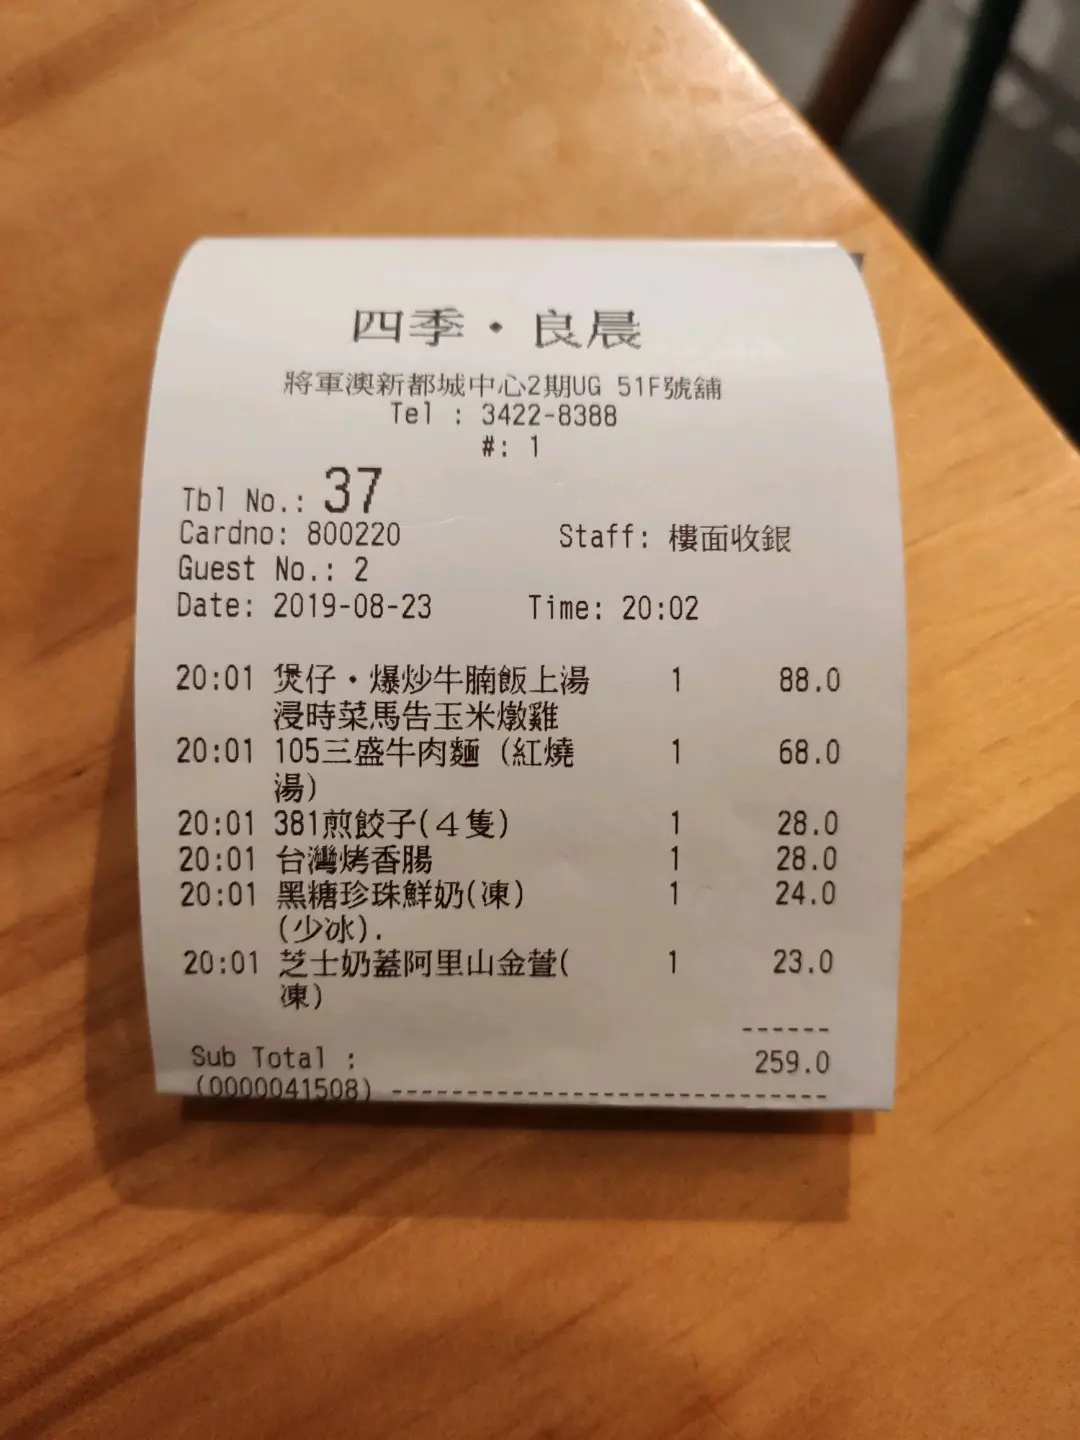 四季・良晨
將軍澳新都城中心2期UG 51F號舖
Tel : 3422-8388
#: 1
Tbl No.: 37
Cardno: 800220 Staff: 樓面收銀
Guest No.: 2
Date: 2019-08-23 Time: 20:02
20:01 煲仔・爆炒牛腩飯上湯 1 88.0
浸時菜馬告玉米燉雞
20:01 105三盛牛肉麵 (紅燒 1 68.0
湯)
20:01 381煎餃子(４隻) 1 28.0
20:01 台灣烤香腸 1 28.0
20:01 黑糖珍珠鮮奶(凍) 1 24.0
(少冰).
20:01 芝士奶蓋阿里山金萱( 1 23.0
凍)
------
Sub Total : 259.0
(0000041508) ----------------------------